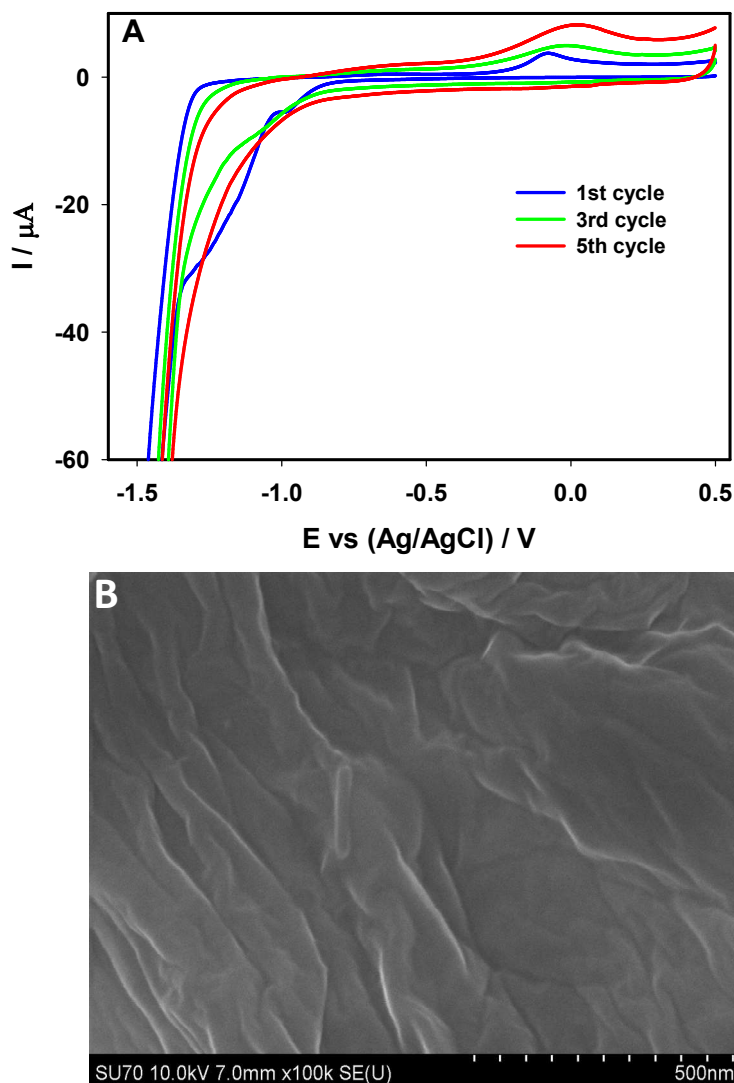 A
0
-20
-40
-60
I / μA
1st cycle
3rd cycle
5th cycle
-1.5 -1.0 -0.5 0.0 0.5
E vs (Ag/AgCl) / V
B
SU70 10.0kV 7.0mm x100k SE(U) 500nm